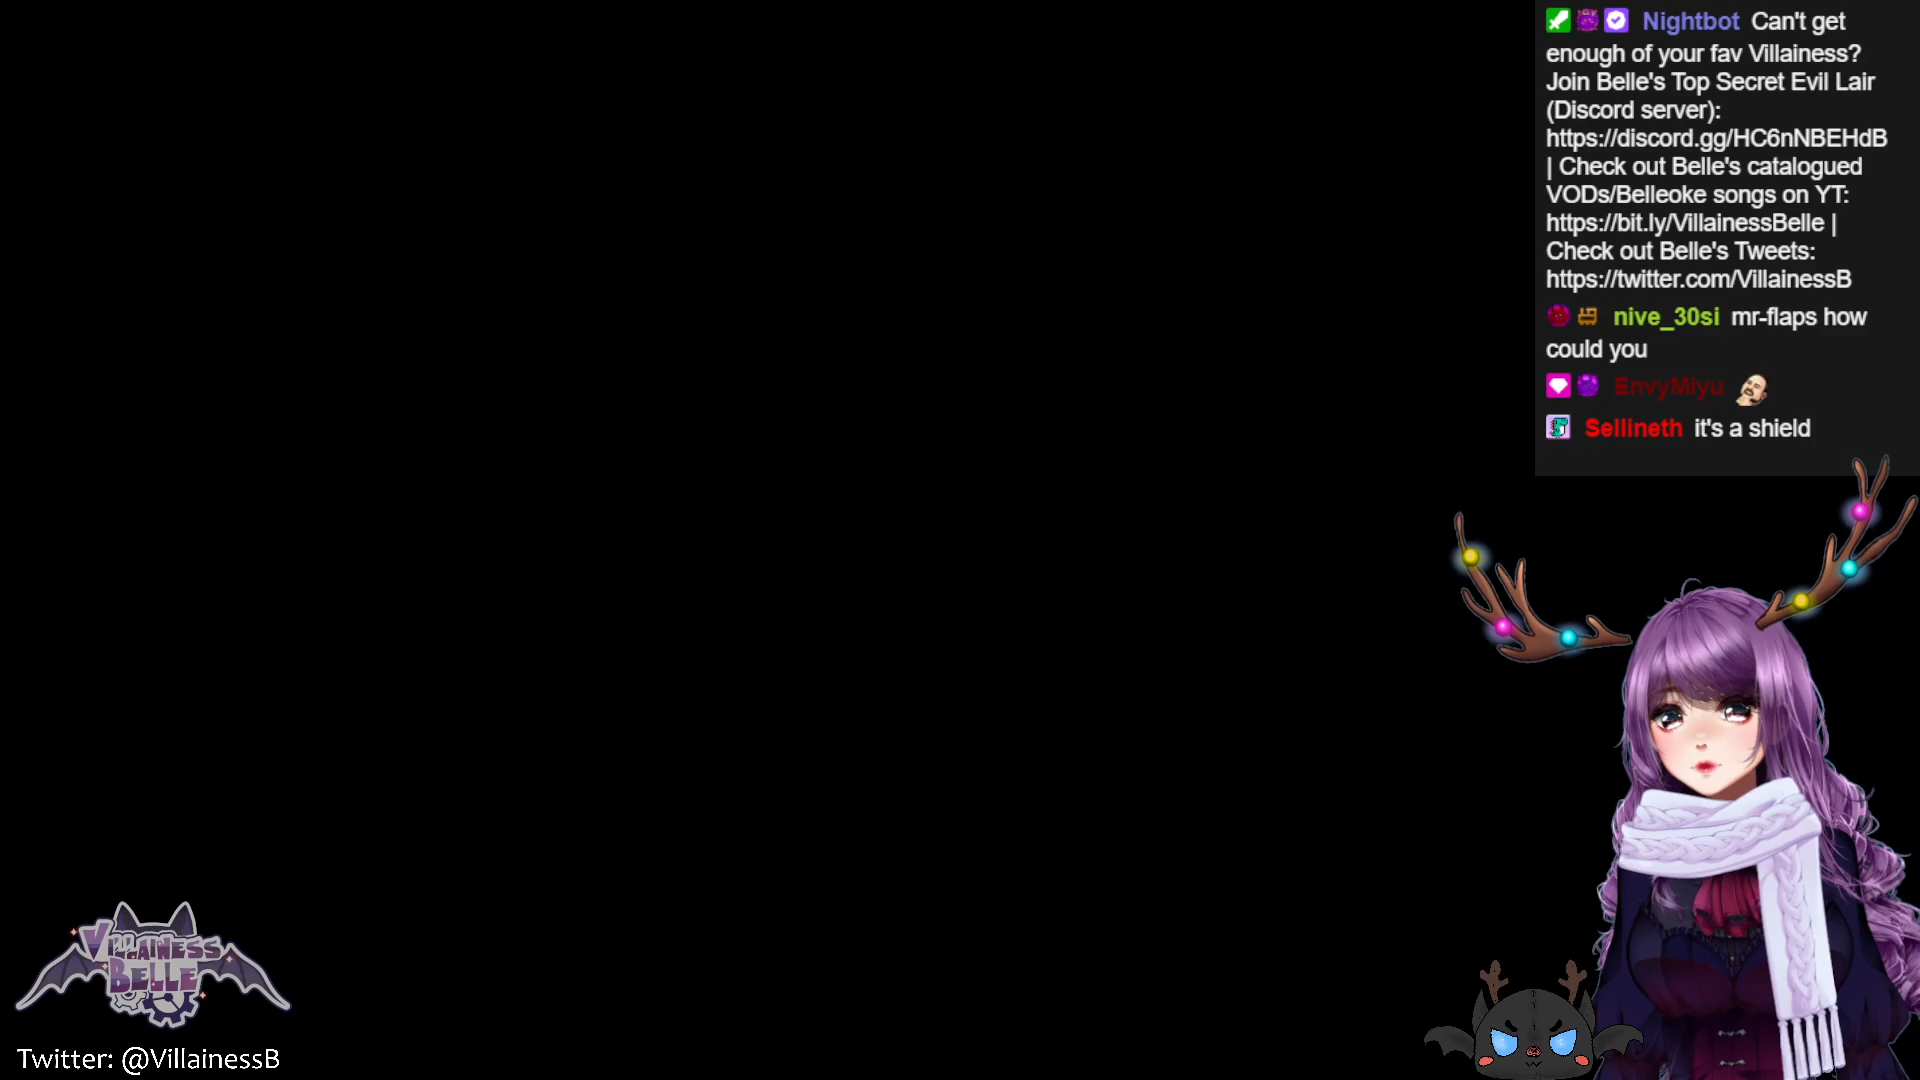 Nightbot Can't get
enough of your fav Villainess?
Join Belle's Top Secret Evil Lair
(Discord server):
https://discord.gg/HC6nNBEHdB
| Check out Belle's catalogued
VODs/Belleoke songs on YT:
https://bit.ly/VillainessBelle |
Check out Belle's Tweets:
https://twitter.com/VillainessB
nive_30si mr-flaps how
could you
EnvyMiyu
Sellineth it's a shield
VILLAINESS
BELLE
Twitter: @VillainessB